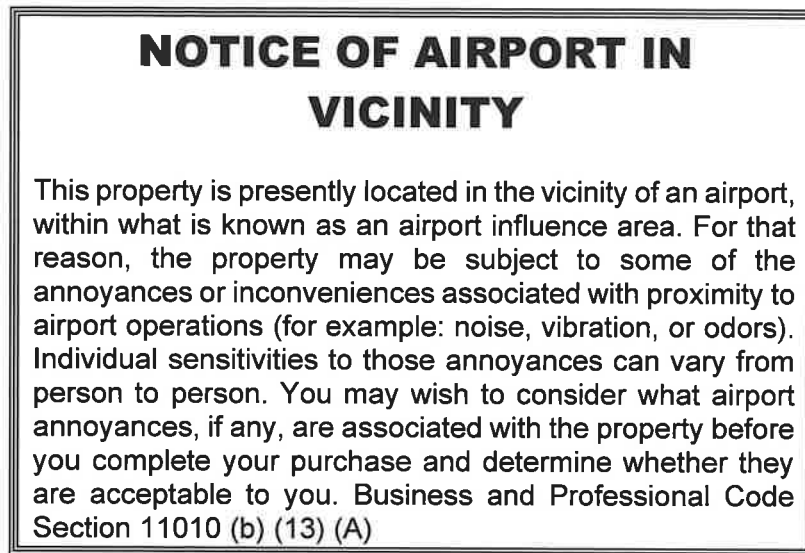 NOTICE OF AIRPORT IN
VICINITY
This property is presently located in the vicinity of an airport,
within what is known as an airport influence area. For that
reason, the property may be subject to some of the
annoyances or inconveniences associated with proximity to
airport operations (for example: noise, vibration, or odors).
Individual sensitivities to those annoyances can vary from
person to person. You may wish to consider what airport
annoyances, if any, are associated with the property before
you complete your purchase and determine whether they
are acceptable to you. Business and Professional Code
Section 11010 (b) (13) (A)